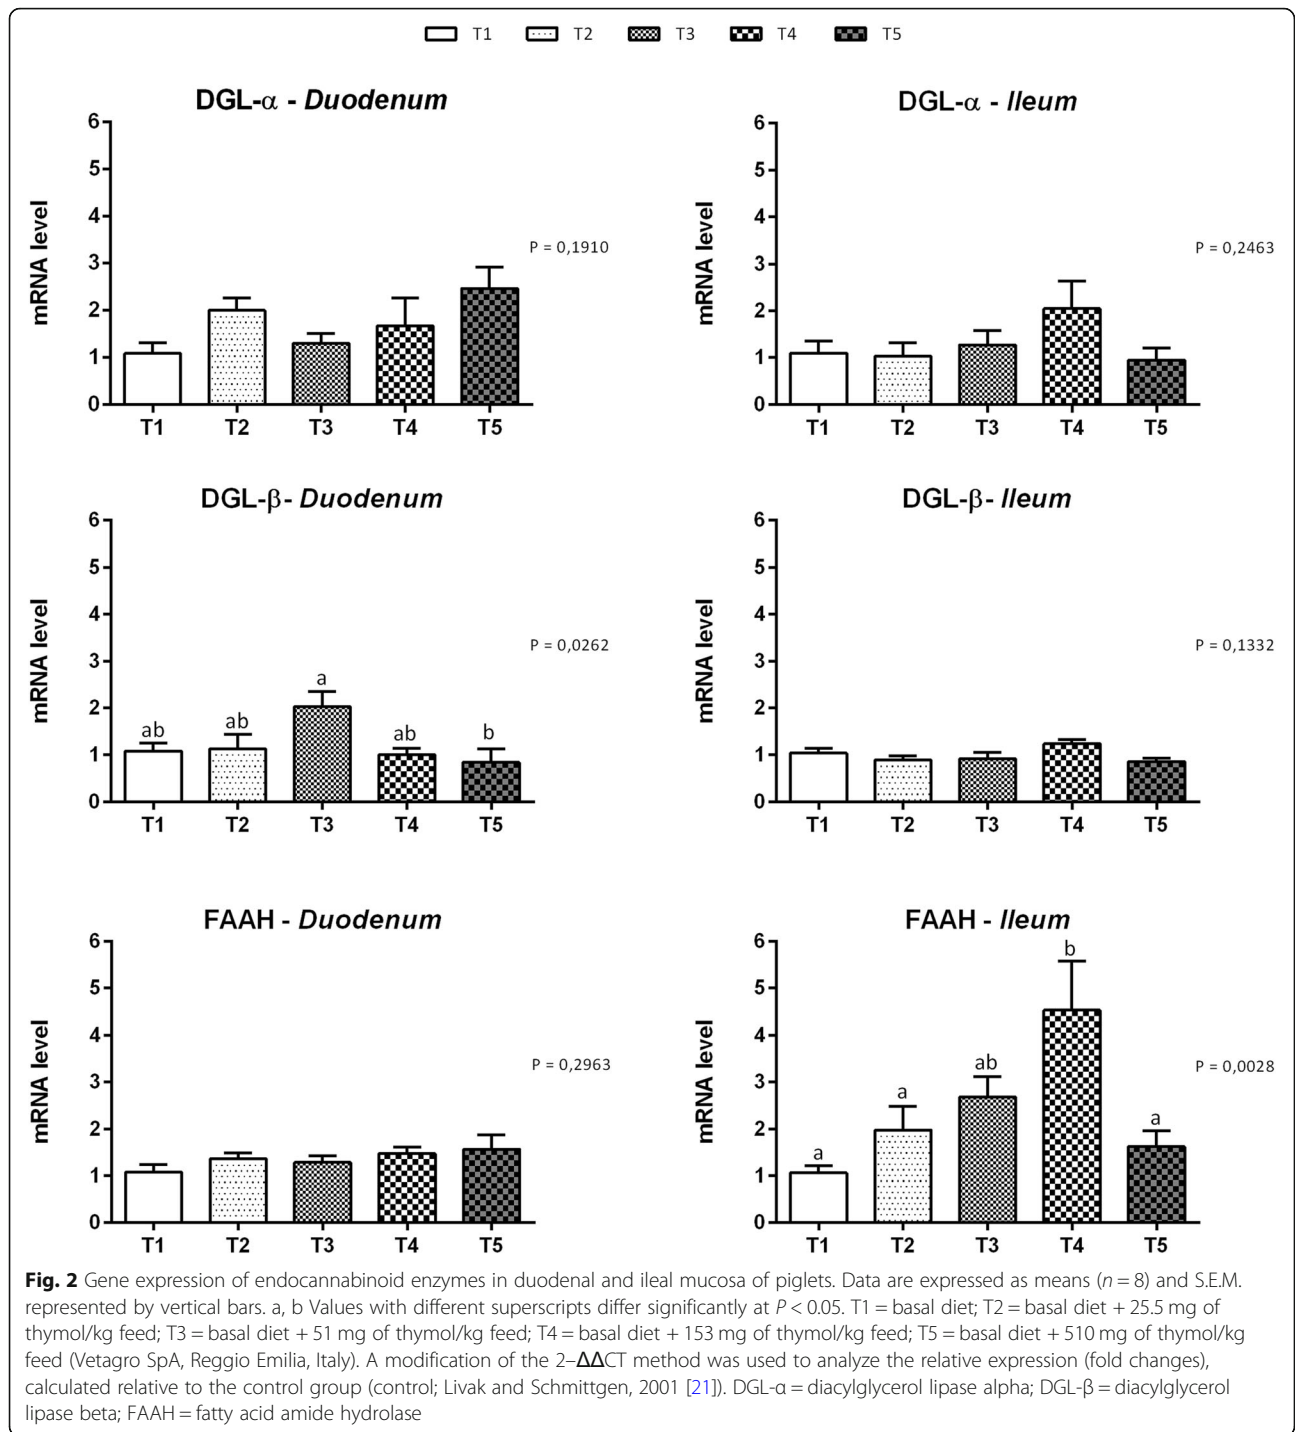 T1 T2 T3 T4 T5
DGL-α - Duodenum
6
5
4
3
2
1
0
mRNA level
P = 0,1910
T1 T2 T3 T4 T5
DGL-α - Ileum
6
5
4
3
2
1
0
mRNA level
P = 0,2463
T1 T2 T3 T4 T5
DGL-β- Duodenum
6
5
4
3
2
1
0
mRNA level
ab ab a ab b
P = 0,0262
T1 T2 T3 T4 T5
DGL-β- Ileum
6
5
4
3
2
1
0
mRNA level
P = 0,1332
T1 T2 T3 T4 T5
FAAH - Duodenum
6
5
4
3
2
1
0
mRNA level
P = 0,2963
T1 T2 T3 T4 T5
FAAH - Ileum
6
5
4
3
2
1
0
mRNA level
a a ab b a
P = 0,0028
T1 T2 T3 T4 T5
Fig. 2 Gene expression of endocannabinoid enzymes in duodenal and ileal mucosa of piglets. Data are expressed as means (n = 8) and S.E.M.
represented by vertical bars. a, b Values with different superscripts differ significantly at P < 0.05. T1 = basal diet; T2 = basal diet + 25.5 mg of
thymol/kg feed; T3 = basal diet + 51 mg of thymol/kg feed; T4 = basal diet + 153 mg of thymol/kg feed; T5 = basal diet + 510 mg of thymol/kg
feed (Vetagro SpA, Reggio Emilia, Italy). A modification of the 2–ΔΔCT method was used to analyze the relative expression (fold changes),
calculated relative to the control group (control; Livak and Schmittgen, 2001 [21]). DGL-α = diacylglycerol lipase alpha; DGL-β = diacylglycerol
lipase beta; FAAH = fatty acid amide hydrolase